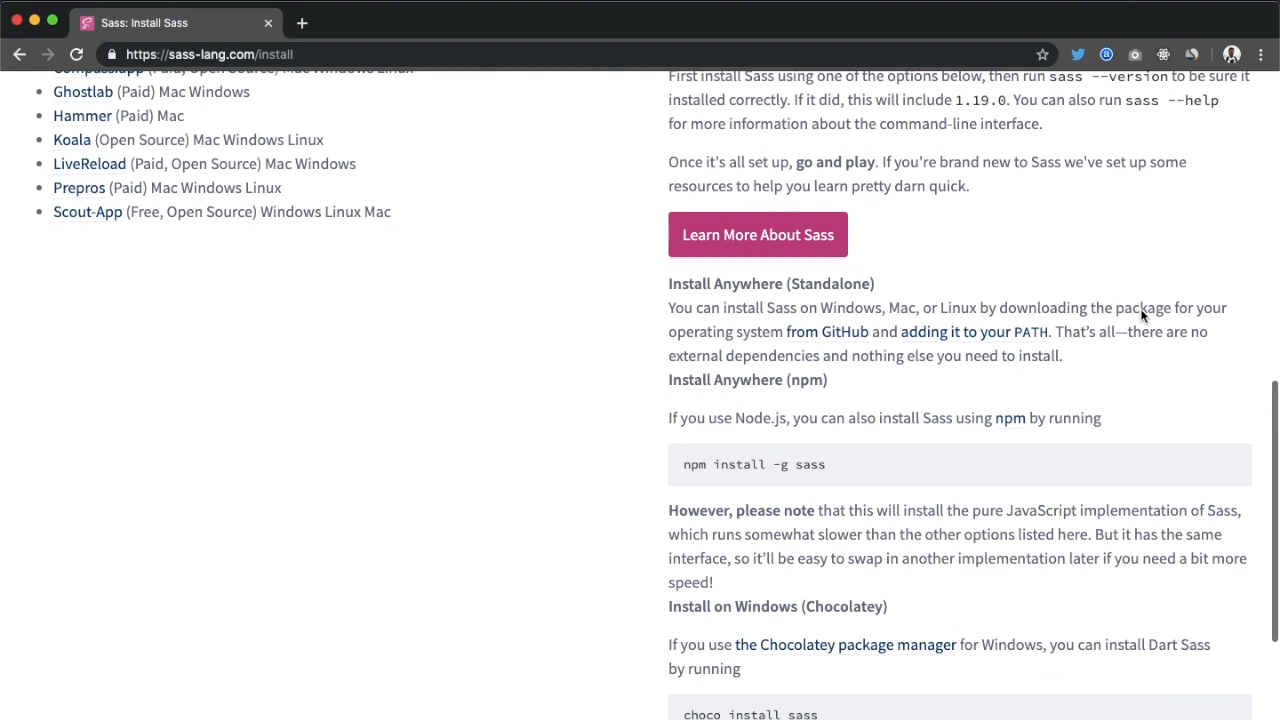 Sass: Install Sass
https://sass-lang.com/install
Compass.app (Paid, Open Source) Mac Windows Linux
Ghostlab (Paid) Mac Windows
Hammer (Paid) Mac
Koala (Open Source) Mac Windows Linux
LiveReload (Paid, Open Source) Mac Windows
Prepros (Paid) Mac Windows Linux
Scout-App (Free, Open Source) Windows Linux Mac
First install Sass using one of the options below, then run sass --version to be sure it
installed correctly. If it did, this will include 1.19.0. You can also run sass --help
for more information about the command-line interface.
Once it's all set up, go and play. If you're brand new to Sass we've set up some
resources to help you learn pretty darn quick.
Learn More About Sass
Install Anywhere (Standalone)
You can install Sass on Windows, Mac, or Linux by downloading the package for your
operating system from GitHub and adding it to your PATH. That’s all—there are no
external dependencies and nothing else you need to install.
Install Anywhere (npm)
If you use Node.js, you can also install Sass using npm by running
npm install -g sass
However, please note that this will install the pure JavaScript implementation of Sass,
which runs somewhat slower than the other options listed here. But it has the same
interface, so it’ll be easy to swap in another implementation later if you need a bit more
speed!
Install on Windows (Chocolatey)
If you use the Chocolatey package manager for Windows, you can install Dart Sass
by running
choco install sass